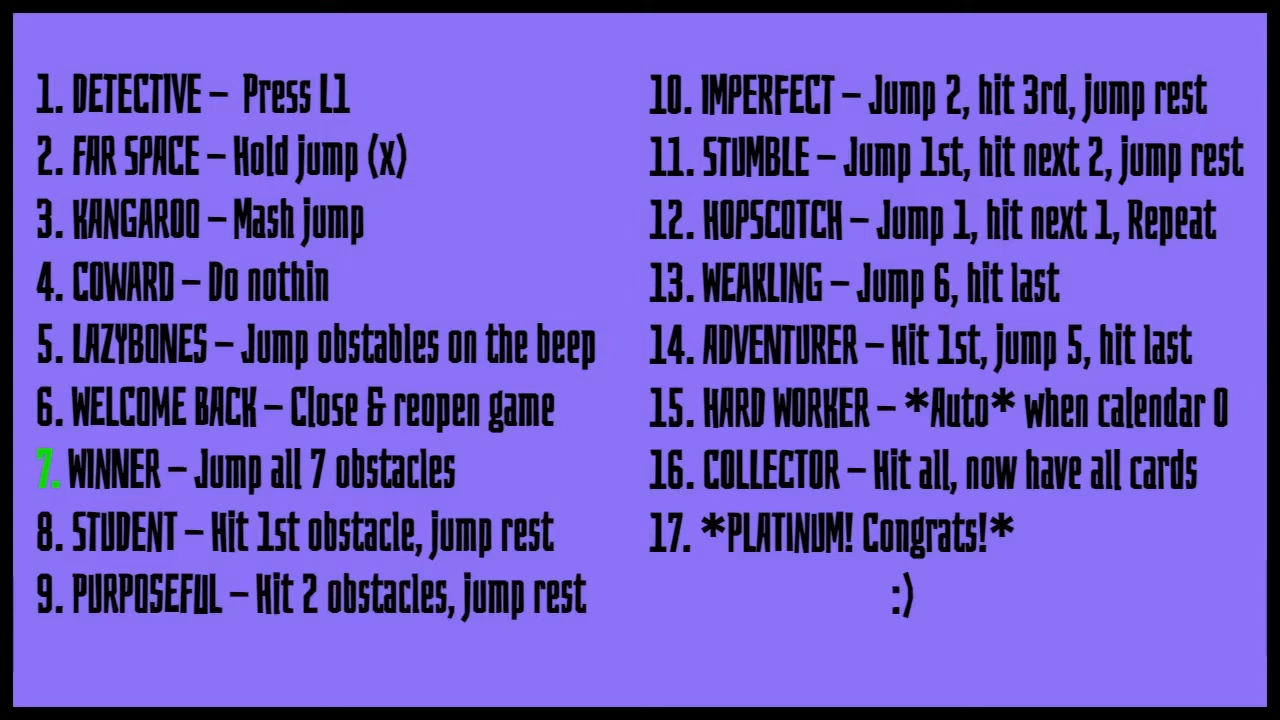 1. DETECTIVE – Press L1
2. FAR SPACE – Hold jump (x)
3. KANGAROO – Mash jump
4. COWARD – Do nothin
5. LAZYBONES – Jump obstables on the beep
6. WELCOME BACK – Close & reopen game
7. WINNER – Jump all 7 obstacles
8. STUDENT – Hit 1st obstacle, jump rest
9. PURPOSEFUL – Hit 2 obstacles, jump rest
10. IMPERFECT – Jump 2, hit 3rd, jump rest
11. STUMBLE – Jump 1st, hit next 2, jump rest
12. HOPSCOTCH – Jump 1, hit next 1, Repeat
13. WEAKLING – Jump 6, hit last
14. ADVENTURER – Hit 1st, jump 5, hit last
15. HARD WORKER – *Auto* when calendar 0
16. COLLECTOR – Hit all, now have all cards
17. *PLATINUM! Congrats!*
:)